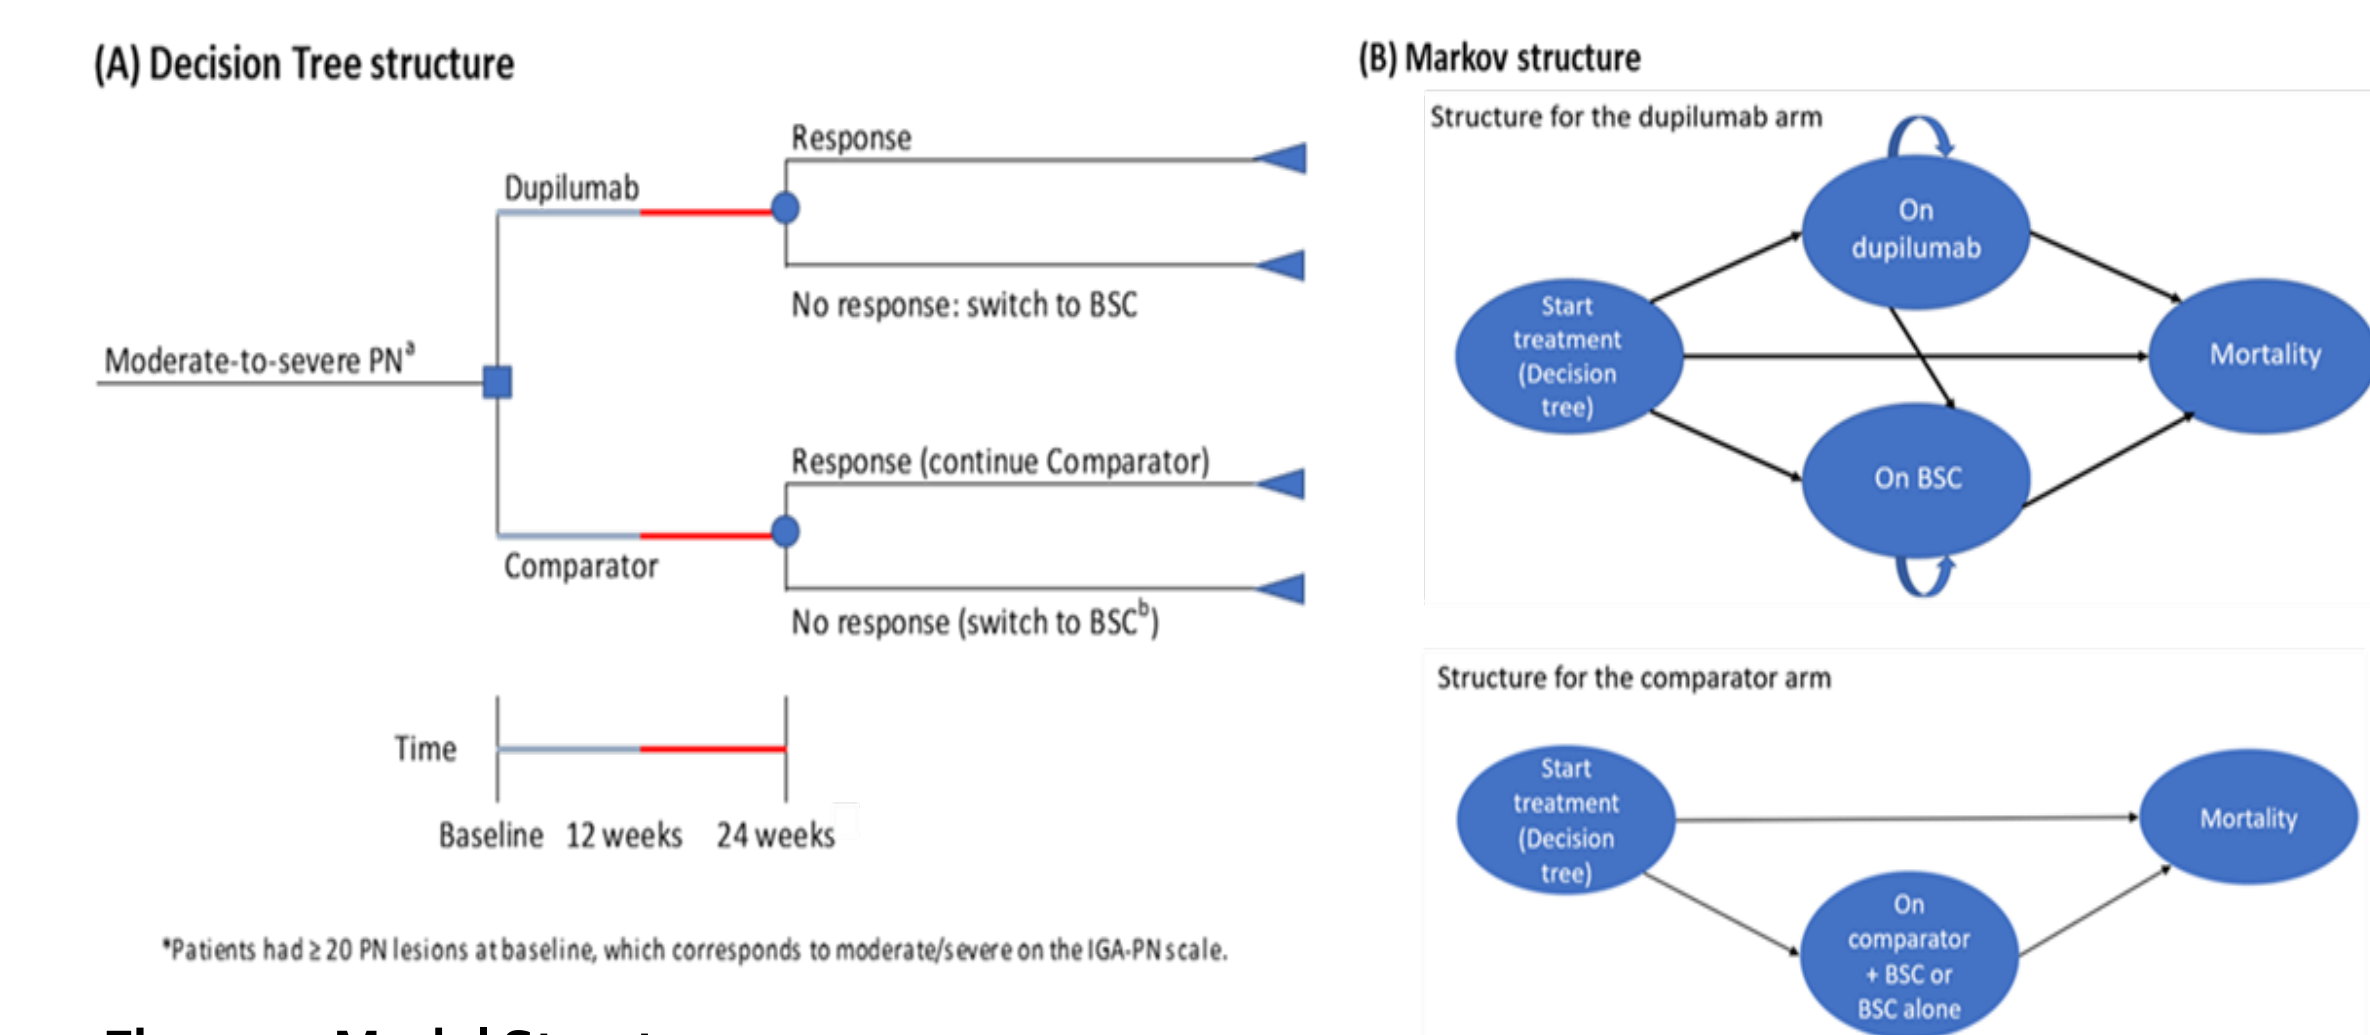 (A) Decision Tree structure
Response
Dupilumab
No response: switch to BSC
Moderate-to-severe PNᵃ
Response (continue Comparator)
Comparator
No response (switch to BSCᵇ)
Time
Baseline 12 weeks 24 weeks
*Patients had ≥ 20 PN lesions at baseline, which corresponds to moderate/severe on the IGA-PN scale.
(B) Markov structure
Structure for the dupilumab arm
On
dupilumab
Start
treatment
(Decision
tree)
Mortality
On BSC
Structure for the comparator arm
Start
treatment
(Decision
tree)
Mortality
On
comparator
+ BSC or
BSC alone